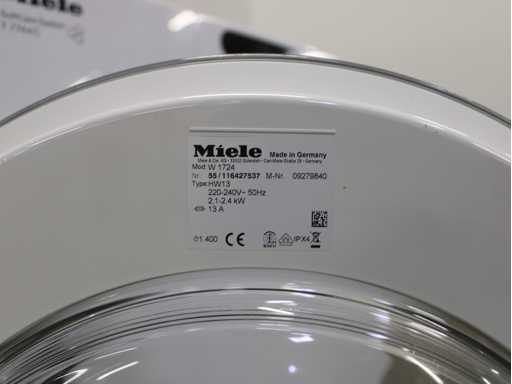 Miele
Miele Made in Germany
Mod. W 1724
Nr. 55 / 116427537 M-Nr. 09279840
Type: HW13
220-240V~ 50Hz
2,1-2,4 kW
13 A
01.400 CE IPX4